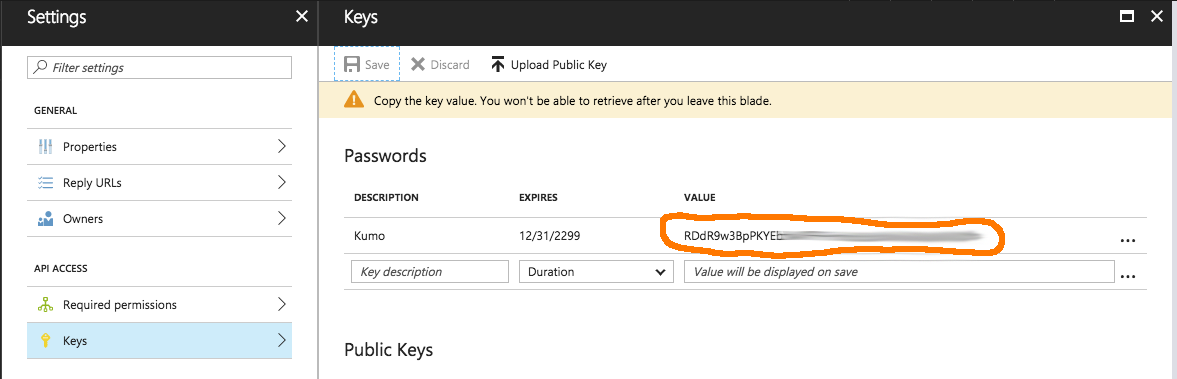 Settings
Filter settings
GENERAL
Properties
Reply URLs
Owners
API ACCESS
Required permissions
Keys
Keys
Save Discard Upload Public Key
Copy the key value. You won't be able to retrieve after you leave this blade.
Passwords
DESCRIPTION EXPIRES VALUE
Kumo 12/31/2299 RDdR9w3BpPKYEb
Key description Duration Value will be displayed on save
Public Keys